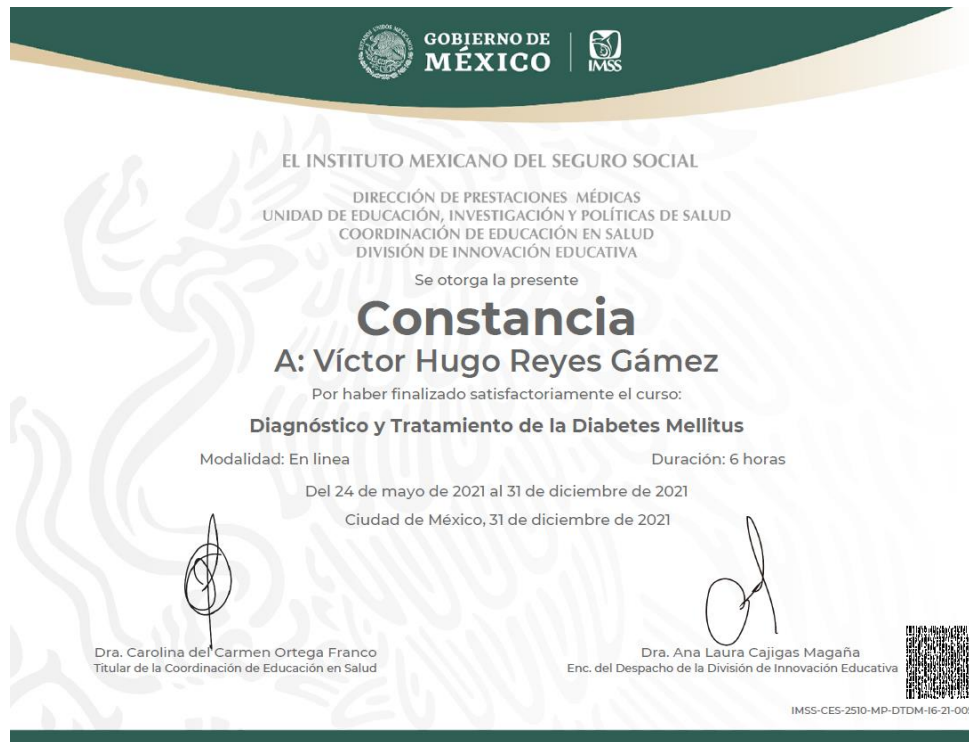 GOBIERNO DE
MÉXICO
IMSS
EL INSTITUTO MEXICANO DEL SEGURO SOCIAL
DIRECCIÓN DE PRESTACIONES MÉDICAS
UNIDAD DE EDUCACIÓN, INVESTIGACIÓN Y POLÍTICAS DE SALUD
COORDINACIÓN DE EDUCACIÓN EN SALUD
DIVISIÓN DE INNOVACIÓN EDUCATIVA
Se otorga la presente
Constancia
A: Víctor Hugo Reyes Gámez
Por haber finalizado satisfactoriamente el curso:
Diagnóstico y Tratamiento de la Diabetes Mellitus
Modalidad: En linea
Duración: 6 horas
Del 24 de mayo de 2021 al 31 de diciembre de 2021
Ciudad de México, 31 de diciembre de 2021
Dra. Carolina del Carmen Ortega Franco
Titular de la Coordinación de Educación en Salud
Dra. Ana Laura Cajigas Magaña
Enc. del Despacho de la División de Innovación Educativa
IMSS-CES-2510-MP-DTDM-I6-21-005